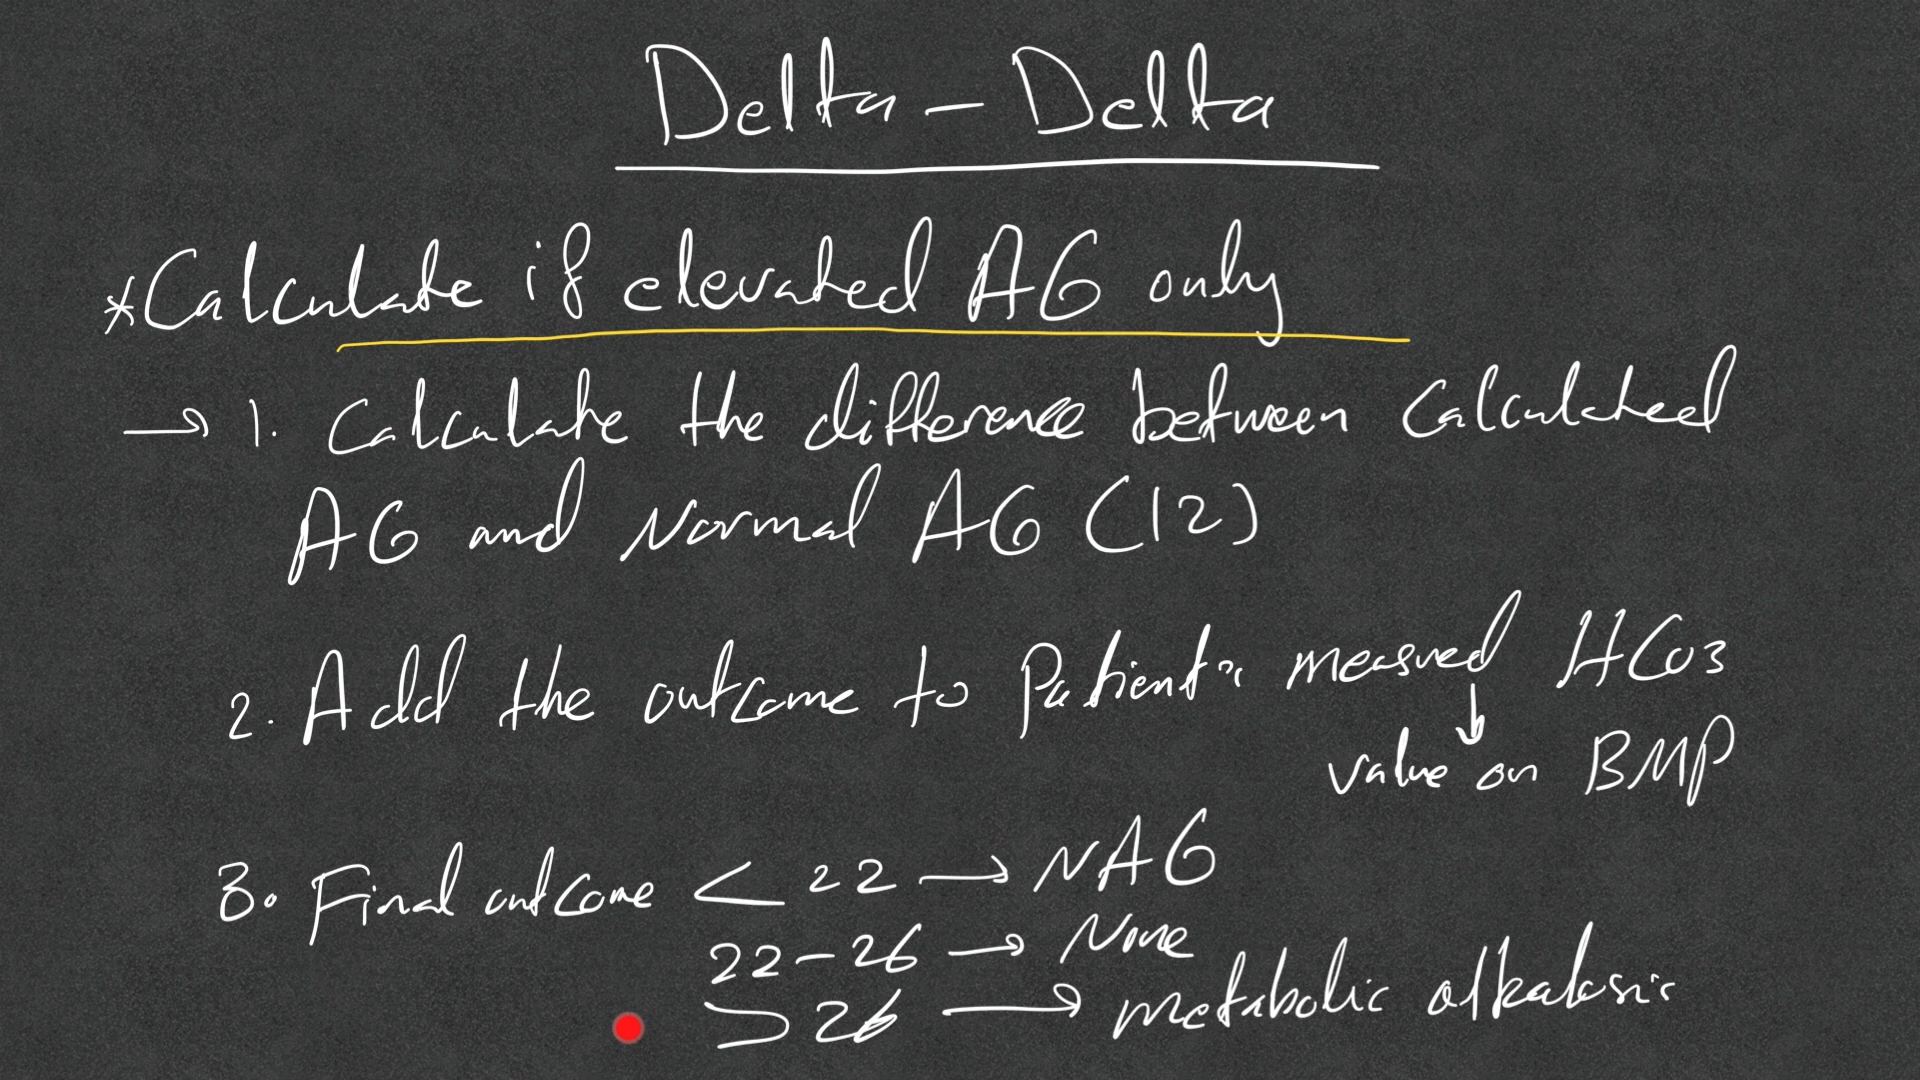 Delta - Delta
*Calculate if elevated AG only
→ 1. Calculate the difference between Calculated
AG and Normal AG (12)
2. Add the outcome to Patient's measured HCO3
↓
value on BMP
3. Final outcome < 22 → NAG
22-26 → None
> 26 → metabolic alkalosis